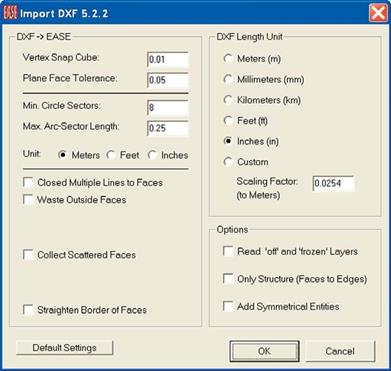 EASE Import DXF 5.2.2
DXF -> EASE
Vertex Snap Cube: 0.01
Plane Face Tolerance: 0.05
Min. Circle Sectors: 8
Max. Arc-Sector Length: 0.25
Unit: Meters Feet Inches
Closed Multiple Lines to Faces
Waste Outside Faces
Collect Scattered Faces
Straighten Border of Faces
Default Settings
DXF Length Unit
Meters (m)
Millimeters (mm)
Kilometers (km)
Feet (ft)
Inches (in)
Custom
Scaling Factor: 0.0254
(to Meters)
Options
Read 'off' and 'frozen' Layers
Only Structure (Faces to Edges)
Add Symmetrical Entities
OK
Cancel